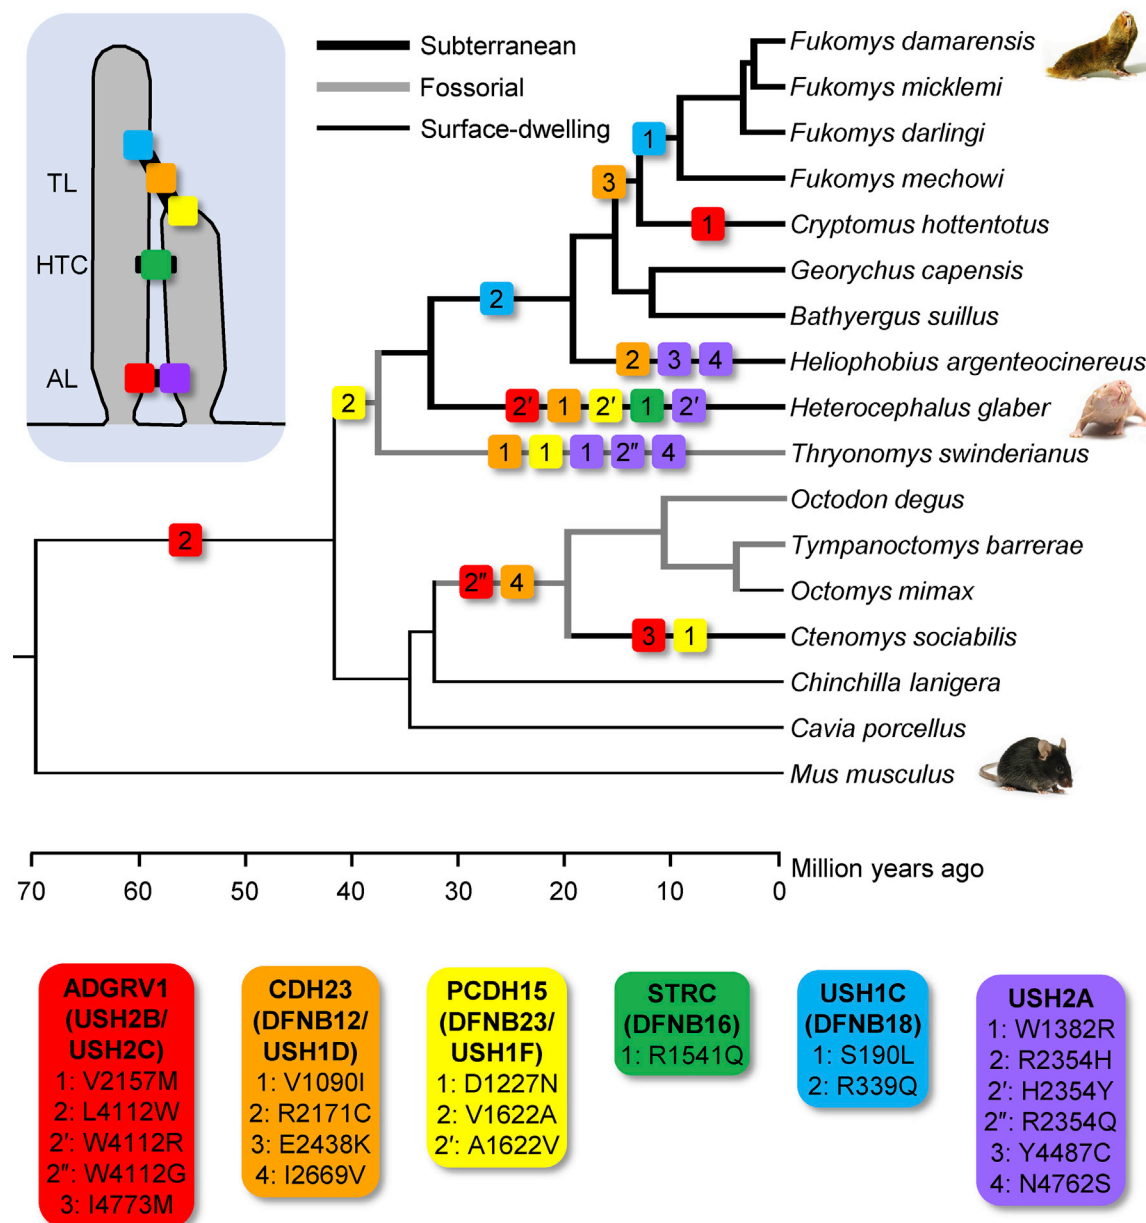 TL
HTC
AL
Subterranean
Fossorial
Surface-dwelling
Fukomys damarensis
Fukomys micklemi
1
Fukomys darlingi
3
Fukomys mechowi
1
Cryptomus hottentotus
Georychus capensis
2
Bathyergus suillus
2 3 4
Heliophobius argenteocinereus
2
2′ 1 2′ 1 2′
Heterocephalus glaber
1 1 1 2″ 4
Thryonomys swinderianus
Octodon degus
2
Tympanoctomys barrerae
2″ 4
Octomys mimax
3 1
Ctenomys sociabilis
Chinchilla lanigera
Cavia porcellus
Mus musculus
70 60 50 40 30 20 10 0
Million years ago
ADGRV1
(USH2B/
USH2C)
1: V2157M
2: L4112W
2′: W4112R
2″: W4112G
3: I4773M
CDH23
(DFNB12/
USH1D)
1: V1090I
2: R2171C
3: E2438K
4: I2669V
PCDH15
(DFNB23/
USH1F)
1: D1227N
2: V1622A
2′: A1622V
STRC
(DFNB16)
1: R1541Q
USH1C
(DFNB18)
1: S190L
2: R339Q
USH2A
1: W1382R
2: R2354H
2′: H2354Y
2″: R2354Q
3: Y4487C
4: N4762S